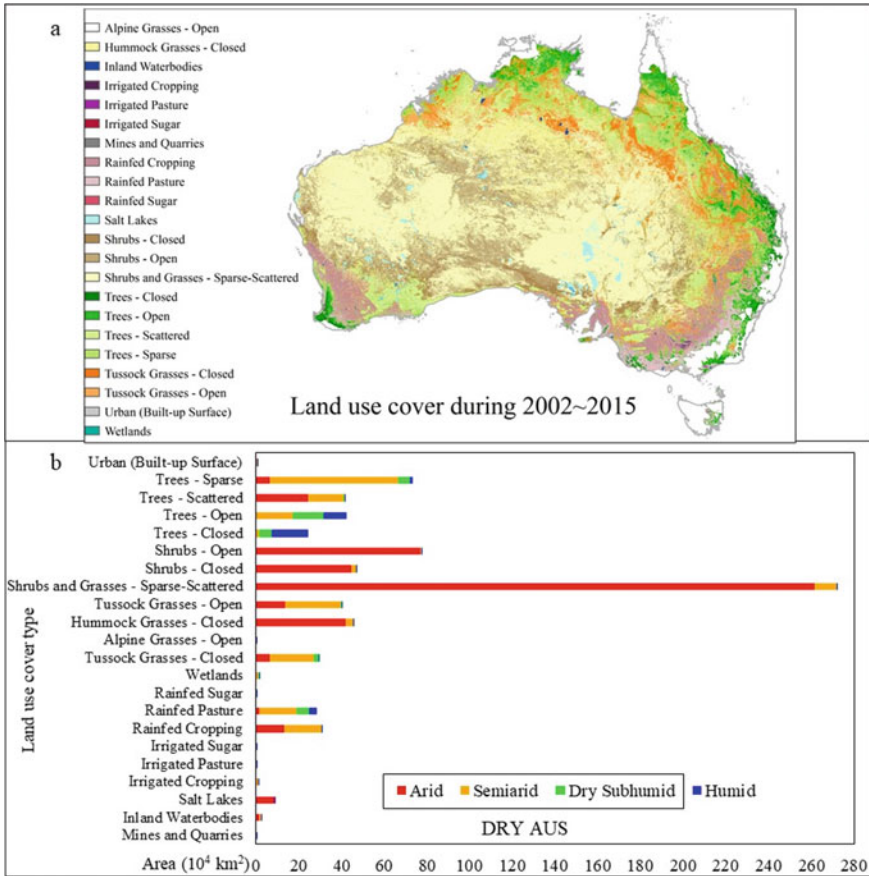 a
Alpine Grasses - Open
Hummock Grasses - Closed
Inland Waterbodies
Irrigated Cropping
Irrigated Pasture
Irrigated Sugar
Mines and Quarries
Rainfed Cropping
Rainfed Pasture
Rainfed Sugar
Salt Lakes
Shrubs - Closed
Shrubs - Open
Shrubs and Grasses - Sparse-Scattered
Trees - Closed
Trees - Open
Trees - Scattered
Trees - Sparse
Tussock Grasses - Closed
Tussock Grasses - Open
Urban (Built-up Surface)
Wetlands
Land use cover during 2002~2015
b
Land use cover type
Urban (Built-up Surface)
Trees - Sparse
Trees - Scattered
Trees - Open
Trees - Closed
Shrubs - Open
Shrubs - Closed
Shrubs and Grasses - Sparse-Scattered
Tussock Grasses - Open
Hummock Grasses - Closed
Alpine Grasses - Open
Tussock Grasses - Closed
Wetlands
Rainfed Sugar
Rainfed Pasture
Rainfed Cropping
Irrigated Sugar
Irrigated Pasture
Irrigated Cropping
Salt Lakes
Inland Waterbodies
Mines and Quarries
Arid Semiarid Dry Subhumid Humid
DRY AUS
Area (10⁴ km²) 0 20 40 60 80 100 120 140 160 180 200 220 240 260 280